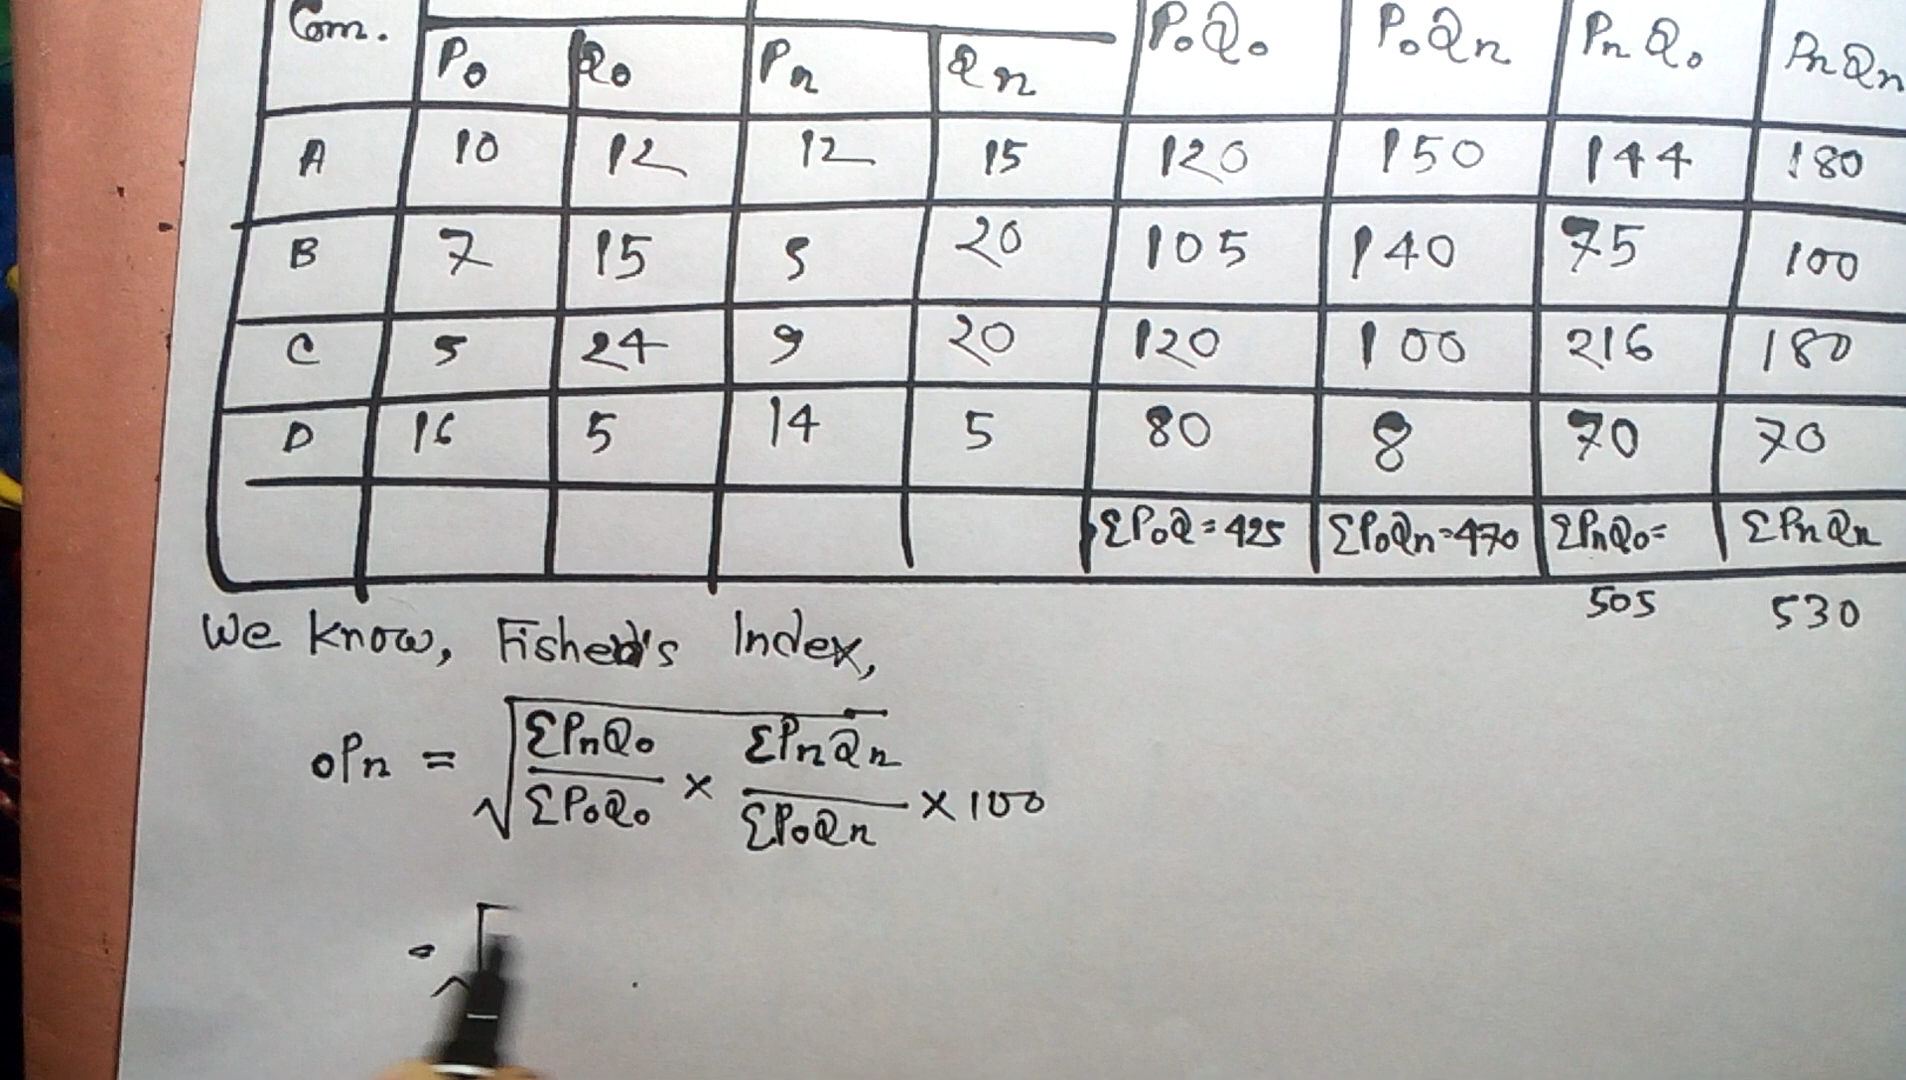 Com. P₀ Q₀ Pn Qn P₀Q₀ P₀Qn PnQ₀ PnQn
A 10 12 12 15 120 150 144 180
B 7 15 5 20 105 140 75 100
C 5 24 9 20 120 100 216 180
D 16 5 14 5 80 8 70 70
ΣP₀Q = 425 ΣP₀Qn = 470 ΣPnQ₀ = ΣPnQn
505 530
We know, Fisher's Index,
oPn = √ ΣPnQ₀ / ΣP₀Q₀ × ΣPnQn / ΣP₀Qn × 100
= √